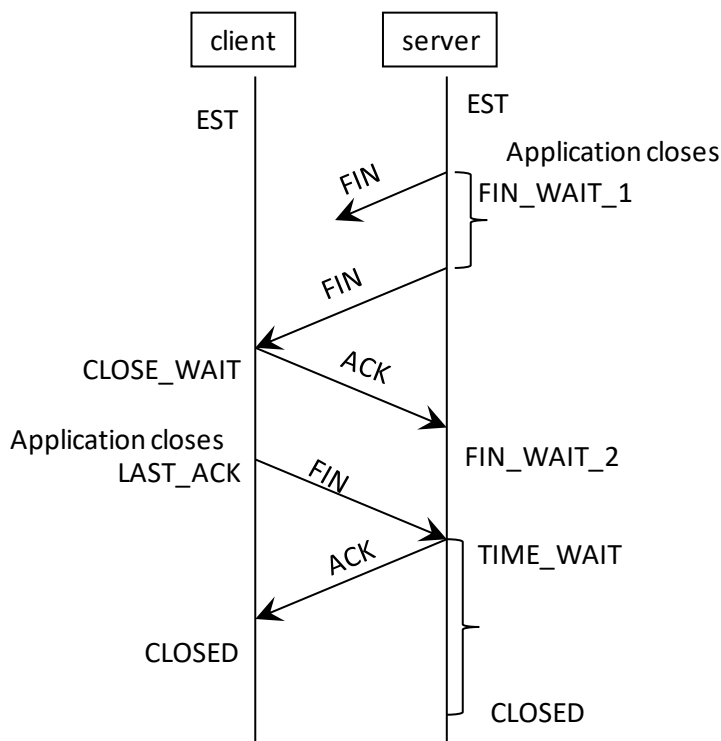 client
server
EST
EST
Application closes
FIN
FIN_WAIT_1
FIN
CLOSE_WAIT
ACK
Application closes
LAST_ACK
FIN
FIN_WAIT_2
ACK
TIME_WAIT
CLOSED
CLOSED